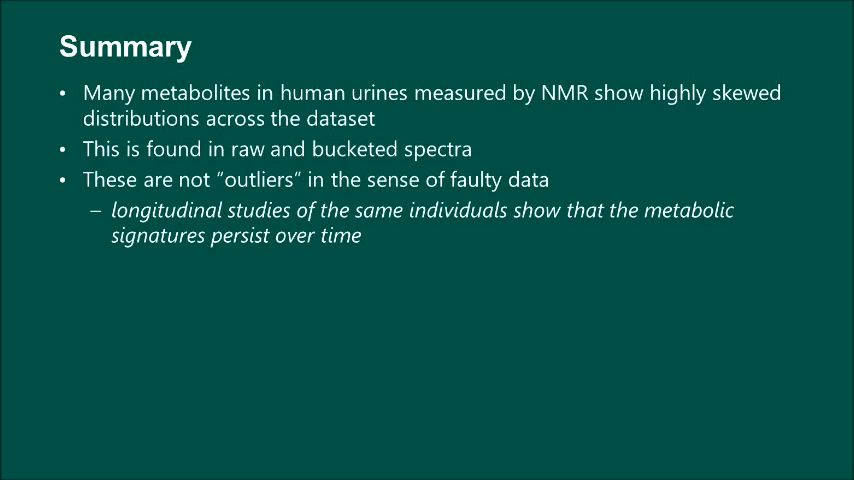 Summary
• Many metabolites in human urines measured by NMR show highly skewed
distributions across the dataset
• This is found in raw and bucketed spectra
• These are not “outliers” in the sense of faulty data
– longitudinal studies of the same individuals show that the metabolic
signatures persist over time